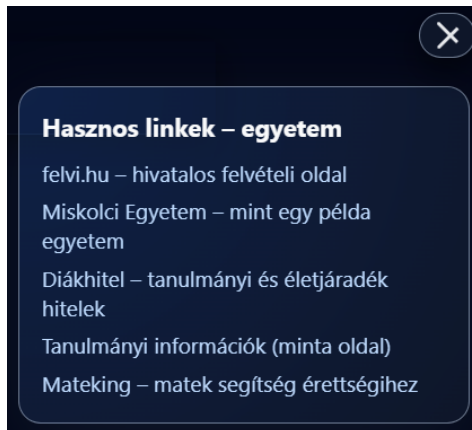 Hasznos linkek – egyetem
felvi.hu – hivatalos felvételi oldal
Miskolci Egyetem – mint egy példa
egyetem
Diákhitel – tanulmányi és életjáradék
hitelek
Tanulmányi információk (minta oldal)
Mateking – matek segítség érettségihez